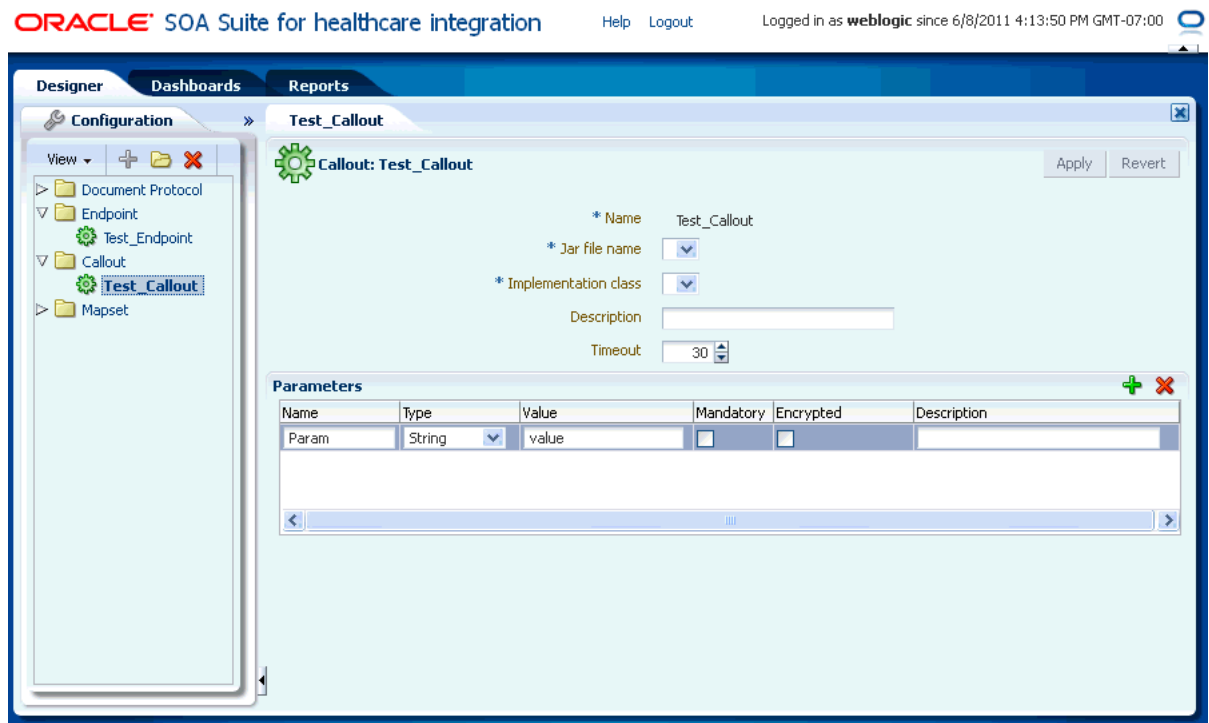 ORACLE SOA Suite for healthcare integration Help Logout Logged in as weblogic since 6/8/2011 4:13:50 PM GMT-07:00
Designer Dashboards Reports
Configuration » Test_Callout
View
Callout: Test_Callout Apply Revert
Document Protocol
Endpoint
Test_Endpoint
Callout
Test_Callout
Mapset
* Name Test_Callout
* Jar file name
* Implementation class
Description
Timeout 30
Parameters
Name Type Value Mandatory Encrypted Description
Param String value